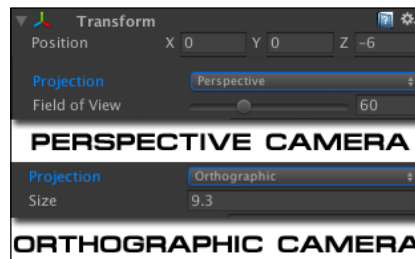 Transform
Position X 0 Y 0 Z -6
Projection Perspective
Field of View 60
PERSPECTIVE CAMERA
Projection Orthographic
Size 9.3
ORTHOGRAPHIC CAMERA